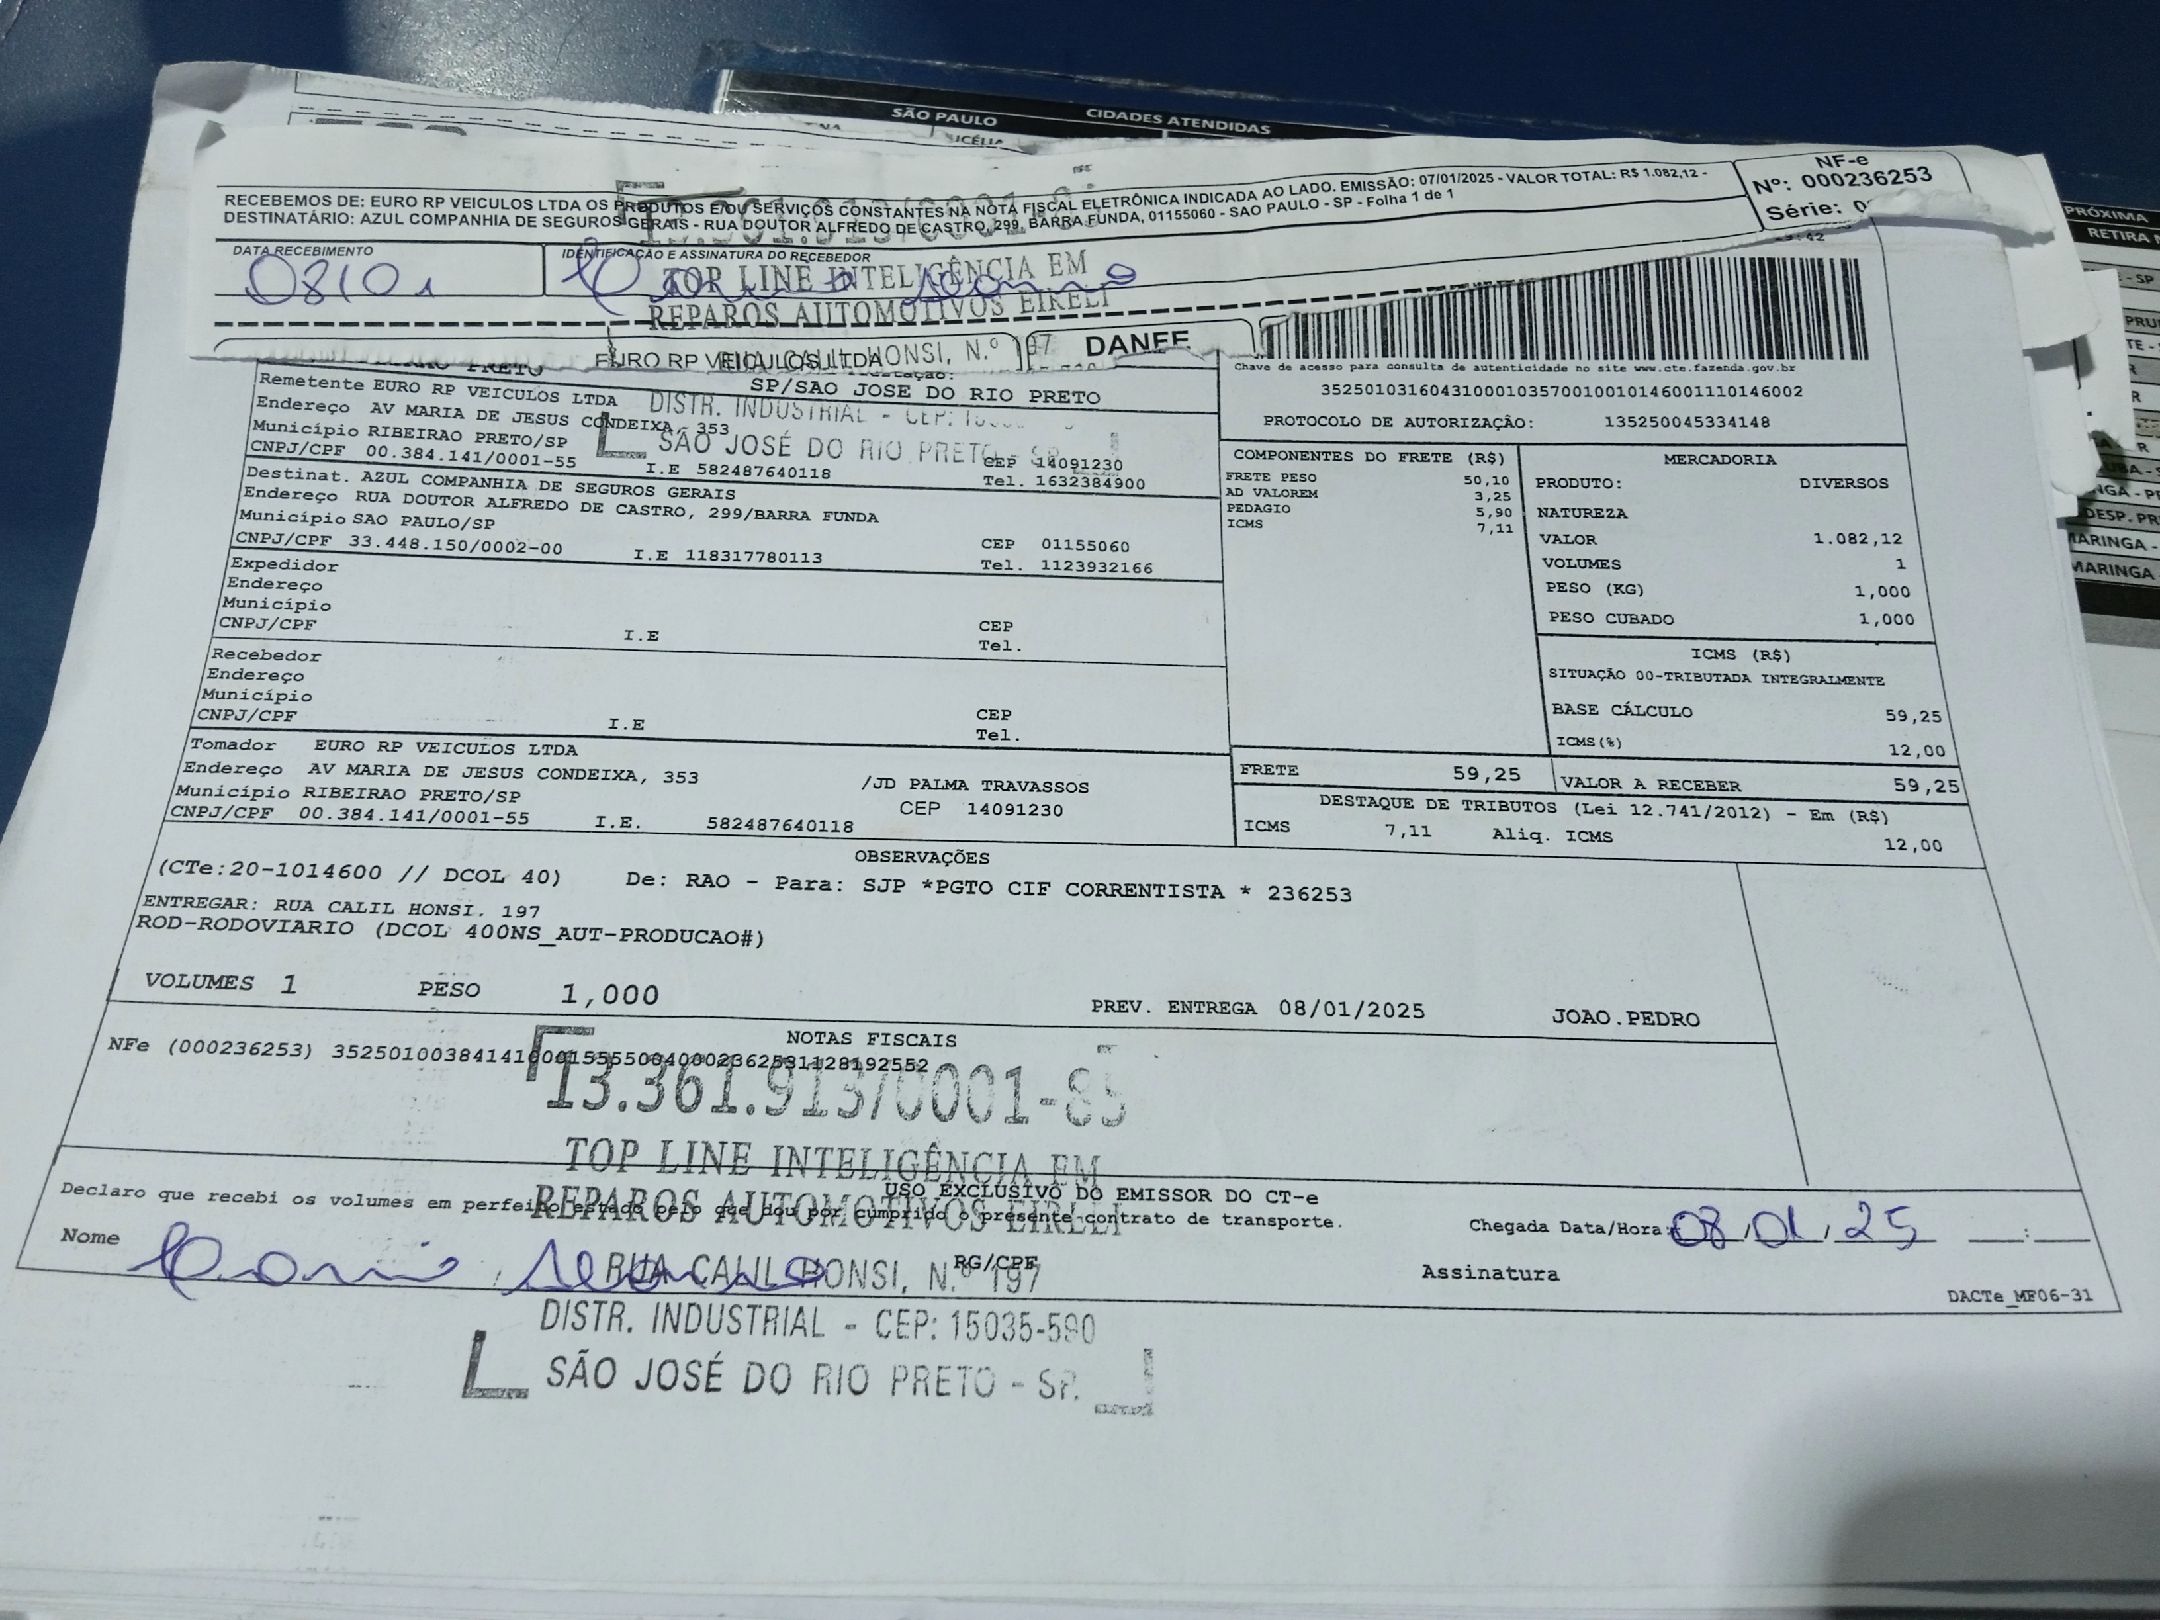 SÃO PAULO
CIDADES ATENDIDAS
RECEBEMOS DE: EURO RP VEICULOS LTDA OS PRODUTOS E/OU SERVIÇOS CONSTANTES NA NOTA FISCAL ELETRÔNICA INDICADA AO LADO. EMISSÃO: 07/01/2025 - VALOR TOTAL: R$ 1.082,12 -
DESTINATÁRIO: AZUL COMPANHIA DE SEGUROS GERAIS - RUA DOUTOR ALFREDO DE CASTRO, 299, BARRA FUNDA, 01155060 - SAO PAULO - SP - Folha 1 de 1
NF-e
Nº: 000236253
Série:
DATA RECEBIMENTO
08/01
IDENTIFICAÇÃO E ASSINATURA DO RECEBEDOR
TOP LINE INTELIGÊNCIA EM
REPAROS AUTOMOTIVOS EIRELI
EURO RP VEICULOS LTDA
DANFE
SP/SAO JOSE DO RIO PRETO
DISTR. INDUSTRIAL - CEP:
SÃO JOSÉ DO RIO PRETO
Chave de acesso para consulta de autenticidade no site www.cte.fazenda.gov.br
35250103160431000103570010010146001110146002
PROTOCOLO DE AUTORIZAÇÃO: 135250045334148
Remetente EURO RP VEICULOS LTDA
Endereço AV MARIA DE JESUS CONDEIXA, 353
Município RIBEIRAO PRETO/SP CEP 14091230
CNPJ/CPF 00.384.141/0001-55 I.E 582487640118 Tel. 1632384900
Destinat. AZUL COMPANHIA DE SEGUROS GERAIS
Endereço RUA DOUTOR ALFREDO DE CASTRO, 299/BARRA FUNDA
Município SAO PAULO/SP CEP 01155060
CNPJ/CPF 33.448.150/0002-00 I.E 118317780113 Tel. 1123932166
Expedidor
Endereço
Município CEP
CNPJ/CPF I.E Tel.
Recebedor
Endereço
Município CEP
CNPJ/CPF I.E Tel.
Tomador EURO RP VEICULOS LTDA
Endereço AV MARIA DE JESUS CONDEIXA, 353 /JD PALMA TRAVASSOS
Município RIBEIRAO PRETO/SP CEP 14091230
CNPJ/CPF 00.384.141/0001-55 I.E. 582487640118
COMPONENTES DO FRETE (R$)
FRETE PESO 50,10
AD VALOREM 3,25
PEDAGIO 5,90
ICMS 7,11
MERCADORIA
PRODUTO: DIVERSOS
NATUREZA
VALOR 1.082,12
VOLUMES 1
PESO (KG) 1,000
PESO CUBADO 1,000
ICMS (R$)
SITUAÇÃO 00-TRIBUTADA INTEGRALMENTE
BASE CÁLCULO 59,25
ICMS(%) 12,00
FRETE 59,25
VALOR A RECEBER 59,25
DESTAQUE DE TRIBUTOS (Lei 12.741/2012) - Em (R$)
ICMS 7,11 Aliq. ICMS 12,00
OBSERVAÇÕES
(CTe:20-1014600 // DCOL 40) De: RAO - Para: SJP *PGTO CIF CORRENTISTA * 236253
ENTREGAR: RUA CALIL HONSI, 197
ROD-RODOVIARIO (DCOL 400NS_AUT-PRODUCAO#)
VOLUMES 1 PESO 1,000 PREV. ENTREGA 08/01/2025 JOAO.PEDRO
NOTAS FISCAIS
NFe (000236253)
13.361.913/0001-85
TOP LINE INTELIGÊNCIA EM
REPAROS AUTOMOTIVOS EIRELI
RUA CALIL HONSI, N.º 197
DISTR. INDUSTRIAL - CEP: 15035-590
SÃO JOSÉ DO RIO PRETO - SP.
USO EXCLUSIVO DO EMISSOR DO CT-e
Declaro que recebi os volumes em perfeito estado pelo que dou por cumprido o presente contrato de transporte.
Chegada Data/Hora: 08/01/25
Nome
RG/CPF
Assinatura
DACTe_MF06-31